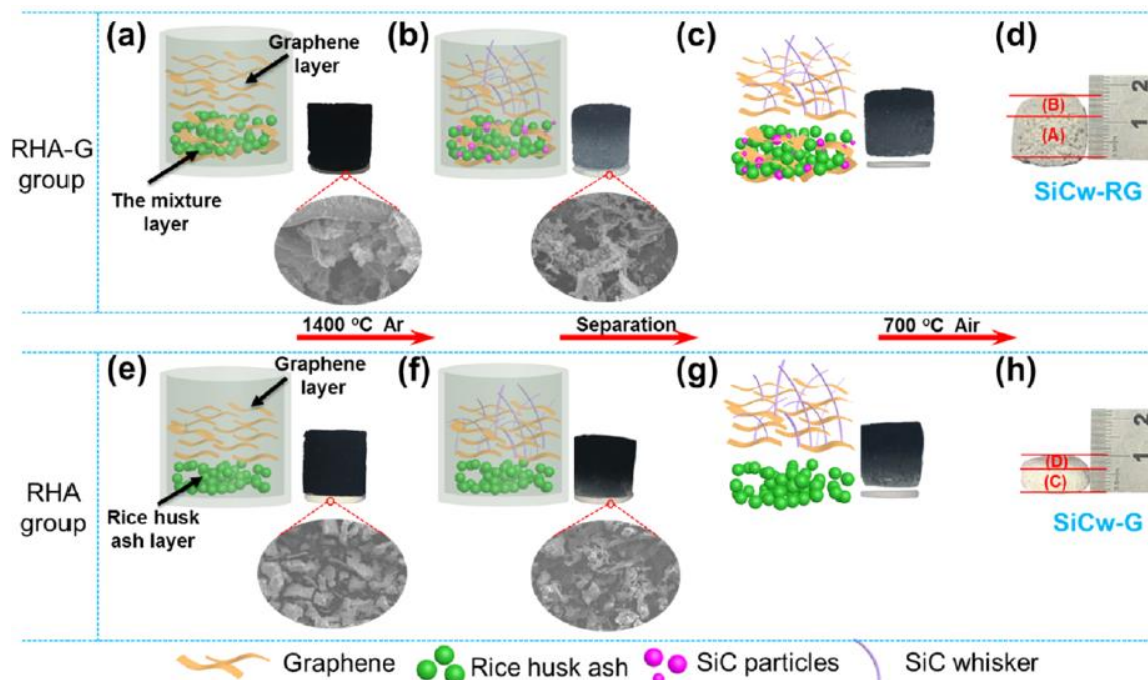 (a)
(b)
(c)
(d)
Graphene
layer
The mixture
layer
RHA-G
group
(B)
(A)
1
2
SiCw-RG
1400 °C Ar
Separation
700 °C Air
(e)
(f)
(g)
(h)
Graphene
layer
Rice husk
ash layer
RHA
group
(D)
(C)
1
2
SiCw-G
Graphene
Rice husk ash
SiC particles
SiC whisker